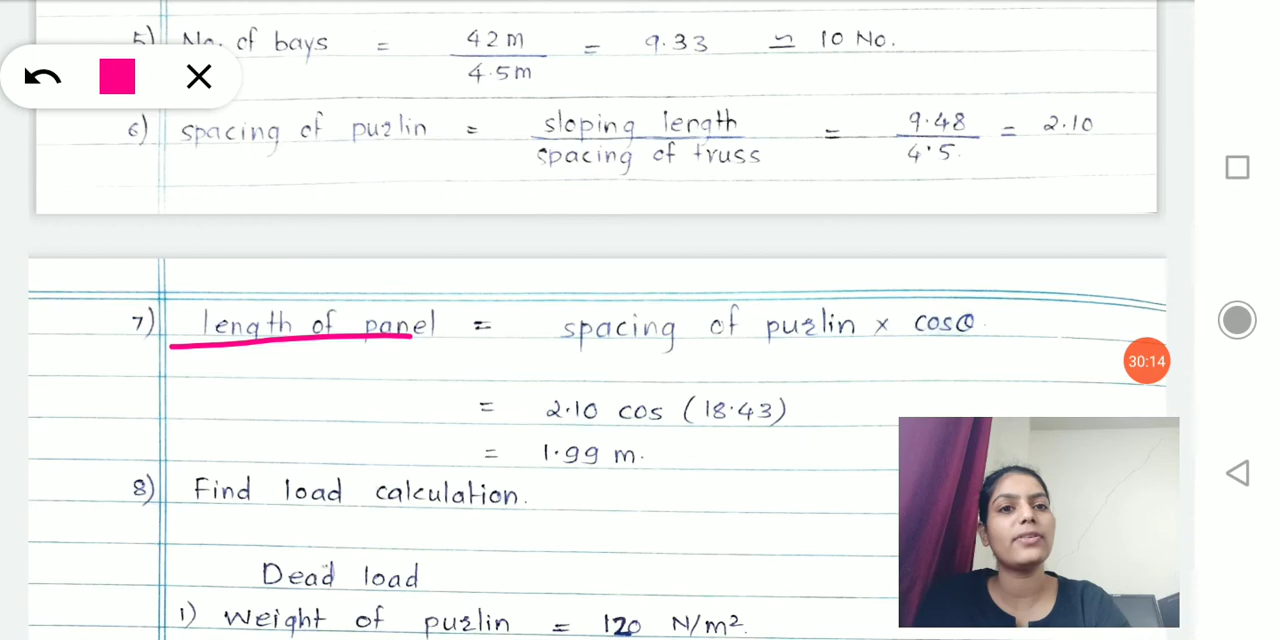 5) No. of bays = 42m / 4.5m = 9.33 ≃ 10 No.
6) spacing of purlin = sloping length / spacing of truss = 9.48 / 4.5. = 2.10
7) length of panel = spacing of purlin x cosθ.
= 2.10 cos (18.43)
= 1.99 m.
30:14
8) Find load calculation.
Dead load
1) Weight of purlin = 120 N/m².